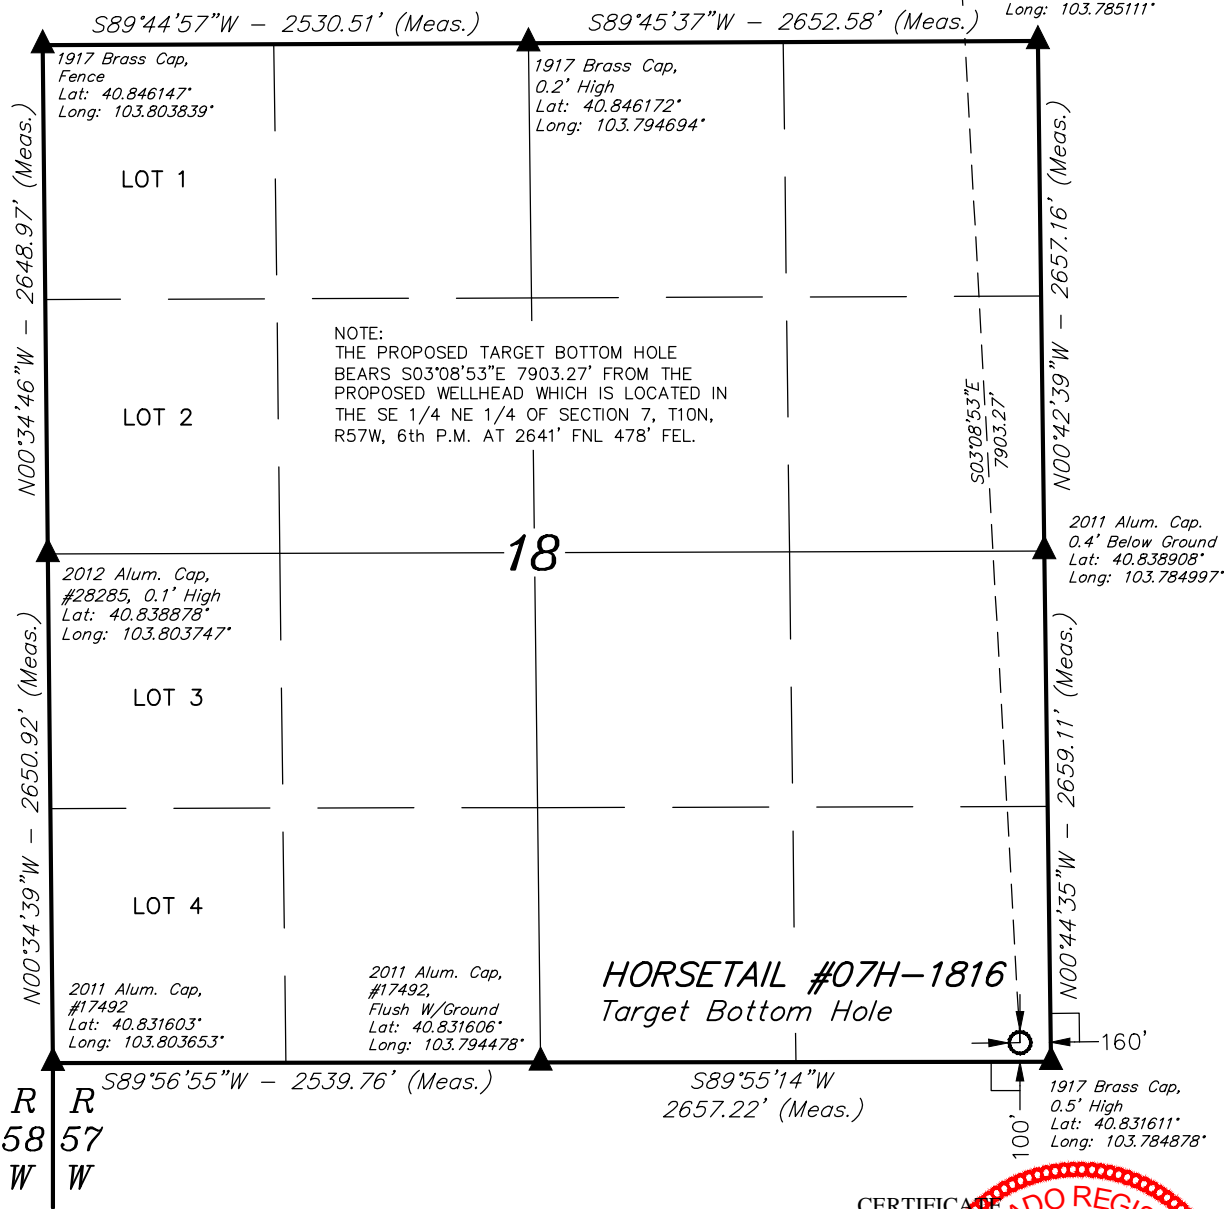 Long: 103.785111°
S89°44'57"W - 2530.51' (Meas.)
S89°45'37"W - 2652.58' (Meas.)
1917 Brass Cap,
Fence
Lat: 40.846147°
Long: 103.803839°
1917 Brass Cap,
0.2' High
Lat: 40.846172°
Long: 103.794694°
N00°34'46"W - 2648.97' (Meas.)
N00°42'39"W - 2657.16' (Meas.)
LOT 1
NOTE:
THE PROPOSED TARGET BOTTOM HOLE
BEARS S03°08'53"E 7903.27' FROM THE
PROPOSED WELLHEAD WHICH IS LOCATED IN
THE SE 1/4 NE 1/4 OF SECTION 7, T10N,
R57W, 6th P.M. AT 2641' FNL 478' FEL.
LOT 2
S03°08'53"E
7903.27'
18
2011 Alum. Cap.
0.4' Below Ground
Lat: 40.838908°
Long: 103.784997°
2012 Alum. Cap,
#28285, 0.1' High
Lat: 40.838878°
Long: 103.803747°
LOT 3
N00°34'39"W - 2650.92' (Meas.)
N00°44'35"W - 2659.11' (Meas.)
LOT 4
2011 Alum. Cap,
#17492
Lat: 40.831603°
Long: 103.803653°
2011 Alum. Cap,
#17492,
Flush W/Ground
Lat: 40.831606°
Long: 103.794478°
HORSETAIL #07H-1816
Target Bottom Hole
160'
S89°56'55"W - 2539.76' (Meas.)
S89°55'14"W
2657.22' (Meas.)
100'
1917 Brass Cap,
0.5' High
Lat: 40.831611°
Long: 103.784878°
R R
58 57
W W
CERTIFICATE
ADO REGIS